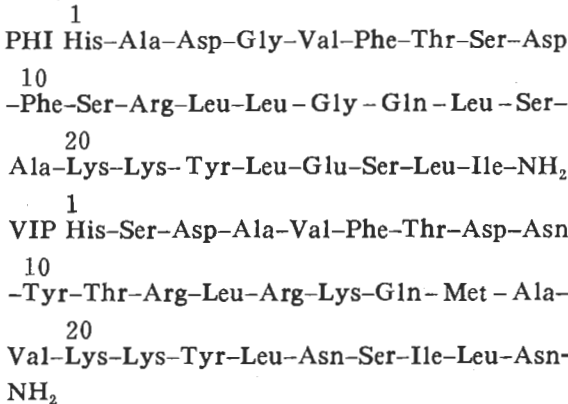 1
PHI His–Ala–Asp–Gly–Val–Phe–Thr–Ser–Asp
10
–Phe–Ser–Arg–Leu–Leu–Gly–Gln–Leu–Ser–
20
Ala–Lys–Lys–Tyr–Leu–Glu–Ser–Leu–Ile–NH₂
1
VIP His–Ser–Asp–Ala–Val–Phe–Thr–Asp–Asn
10
–Tyr–Thr–Arg–Leu–Arg–Lys–Gln–Met–Ala–
20
Val–Lys–Lys–Tyr–Leu–Asn–Ser–Ile–Leu–Asn-
NH₂